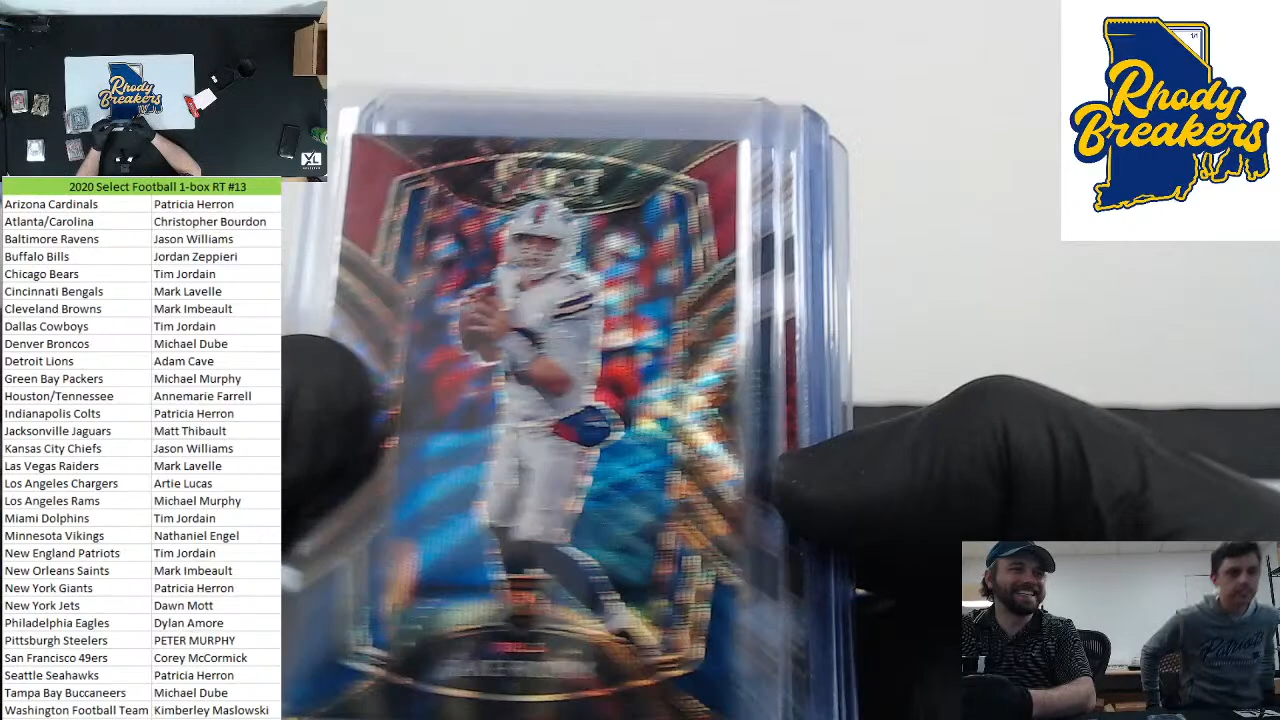 Rhody
Breakers
XL
2020 Select Football 1-box RT #13
Arizona Cardinals Patricia Herron
Atlanta/Carolina Christopher Bourdon
Baltimore Ravens Jason Williams
Buffalo Bills Jordan Zeppieri
Chicago Bears Tim Jordain
Cincinnati Bengals Mark Lavelle
Cleveland Browns Mark Imbeault
Dallas Cowboys Tim Jordain
Denver Broncos Michael Dube
Detroit Lions Adam Cave
Green Bay Packers Michael Murphy
Houston/Tennessee Annemarie Farrell
Indianapolis Colts Patricia Herron
Jacksonville Jaguars Matt Thibault
Kansas City Chiefs Jason Williams
Las Vegas Raiders Mark Lavelle
Los Angeles Chargers Artie Lucas
Los Angeles Rams Michael Murphy
Miami Dolphins Tim Jordain
Minnesota Vikings Nathaniel Engel
New England Patriots Tim Jordain
New Orleans Saints Mark Imbeault
New York Giants Patricia Herron
New York Jets Dawn Mott
Philadelphia Eagles Dylan Amore
Pittsburgh Steelers PETER MURPHY
San Francisco 49ers Corey McCormick
Seattle Seahawks Patricia Herron
Tampa Bay Buccaneers Michael Dube
Washington Football Team Kimberley Maslowski
1/1
Rhody
Breakers
Patriots